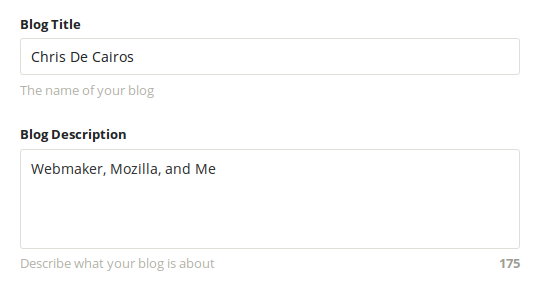 Blog Title
Chris De Cairos
The name of your blog
Blog Description
Webmaker, Mozilla, and Me
Describe what your blog is about 175